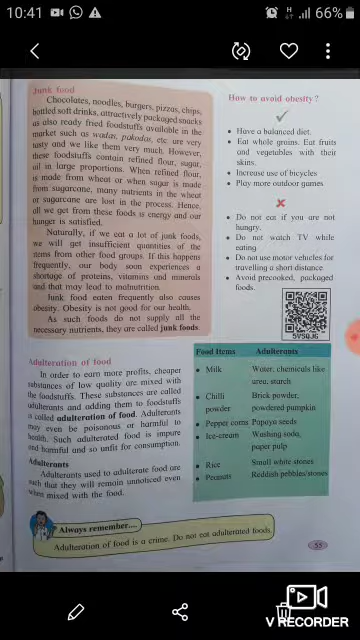 10:41
66%
Junk food
Chocolates, noodles, burgers, pizzas, chips,
bottled soft drinks, attractively packaged snacks
as also ready fried foodstuffs available in the
market such as wadas, pakodas, etc. are very
tasty and we like them very much. However,
these foodstuffs contain refined flour, sugar,
oil in large proportions. When refined flour,
is made from wheat or when sugar is made
from sugarcane, many nutrients in the wheat
or sugarcane are lost in the process. Hence,
all we get from these foods is energy and our
hunger is satisfied.
Naturally, if we eat a lot of junk foods,
we will get insufficient quantities of the
items from other food groups. If this happens
frequently, our body soon experiences a
shortage of proteins, vitamins and minerals
and that may lead to malnutrition.
Junk food eaten frequently also causes
obesity. Obesity is not good for our health.
As such foods do not supply all the
necessary nutrients, they are called junk foods.
How to avoid obesity?
• Have a balanced diet.
• Eat whole grains. Eat fruits
and vegetables with their
skins.
• Increase use of bicycles
• Play more outdoor games
• Do not eat if you are not
hungry.
• Do not watch TV while
eating
• Do not use motor vehicles for
travelling a short distance.
• Avoid precooked, packaged
foods.
5V5QJ6
Adulteration of food
In order to earn more profits, cheaper
substances of low quality are mixed with
the foodstuffs. These substances are called
adulterants and adding them to foodstuffs
is called adulteration of food. Adulterants
may even be poisonous or harmful to
health. Such adulterated food is impure
and harmful and so unfit for consumption.
Adulterants
Adulterants used to adulterate food are
such that they will remain unnoticed even
when mixed with the food.
Food Items Adulterants
• Milk Water, chemicals like
urea, starch
• Chilli Brick powder,
powder powdered pumpkin
• Pepper corns Papaya seeds
• Ice-cream Washing soda,
paper pulp
• Rice Small white stones
• Peanuts Reddish pebbles/stones
Always remember....
Adulteration of food is a crime. Do not eat adulterated foods.
55
V RECORDER